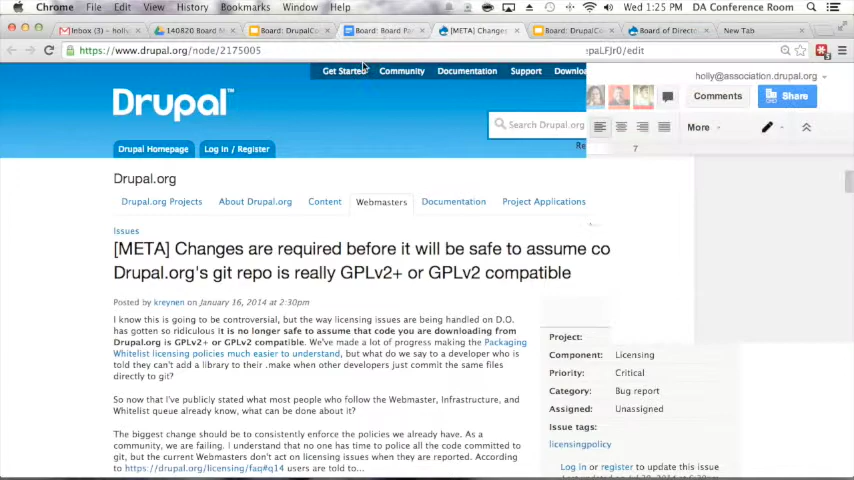 Chrome File Edit View History Bookmarks Window Help
Wed 1:25 PM DA Conference Room
Inbox (3) - holly
140820 Board M
Board: DrupalCo
Board: Board Pa
[META] Changes
Board: DrupalCo
Board of Direct
New Tab
https://www.drupal.org/node/2175005
epaLFJr0/edit
Get Started Community Documentation Support Downloa
holly@association.drupal.org
Drupal™
Comments Share
Search Drupal.org
More
Re
7
Drupal Homepage Log In / Register
Drupal.org
Drupal.org Projects About Drupal.org Content Webmasters Documentation Project Applications
Issues
[META] Changes are required before it will be safe to assume co
Drupal.org's git repo is really GPLv2+ or GPLv2 compatible
Posted by kreynen on January 16, 2014 at 2:30pm
I know this is going to be controversial, but the way licensing issues are being handled on D.O.
has gotten so ridiculous it is no longer safe to assume that code you are downloading from
Drupal.org is GPLv2+ or GPLv2 compatible. We've made a lot of progress making the Packaging
Whitelist licensing policies much easier to understand, but what do we say to a developer who is
told they can't add a library to their .make when other developers just commit the same files
directly to git?
So now that I've publicly stated what most people who follow the Webmaster, Infrastructure, and
Whitelist queue already know, what can be done about it?
The biggest change should be to consistently enforce the policies we already have. As a
community, we are failing. I understand that no one has time to police all the code committed to
git, but the current Webmasters don't act on licensing issues when they are reported. According
to https://drupal.org/licensing/faq#q14 users are told to...
Project:
Component: Licensing
Priority: Critical
Category: Bug report
Assigned: Unassigned
Issue tags:
licensingpolicy
Log in or register to update this issue